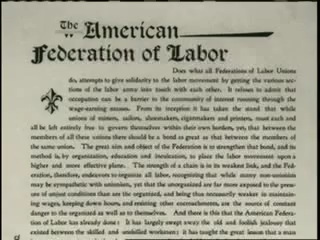 The American
Federation of Labor
Does what all Federations of Labor Unions
do, attempts to give solidarity to the labor movement by getting the various sec-
tions of the labor army into touch with each other. It refuses to admit that
occupation can be a barrier to the community of interest running through the
wage-earning masses. From its inception it has taken the stand that while
unions of miners, sailors, shoemakers, cigarmakers and printers, must each and
all be left entirely free to govern themselves within their own borders, yet, that between the
members of all these unions there should be a bond as great as that between the members of
the same union. The great aim and object of the Federation is to strengthen that bond, and its
method is, by organization, education and inculcation, to place the labor movement upon a
higher and more effective plane. The strength of a chain is in its weakest link, and the Fed-
eration, therefore, endeavors to organize all labor, recognizing that while many non-unionists
may be sympathetic with unionism, yet that the unorganized are far more exposed to the pres-
sure of unjust conditions than are the organized, and being thus necessarily weaker in maintain-
ing wages, keeping down hours, and resisting other encroachments, are the source of constant
danger to the organized as well as to themselves. And there is this that the American Federa-
tion of Labor has already done: It has largely swept away the old and foolish jealousy that
existed between the skilled and unskilled workmen; it has taught the great lesson that a man